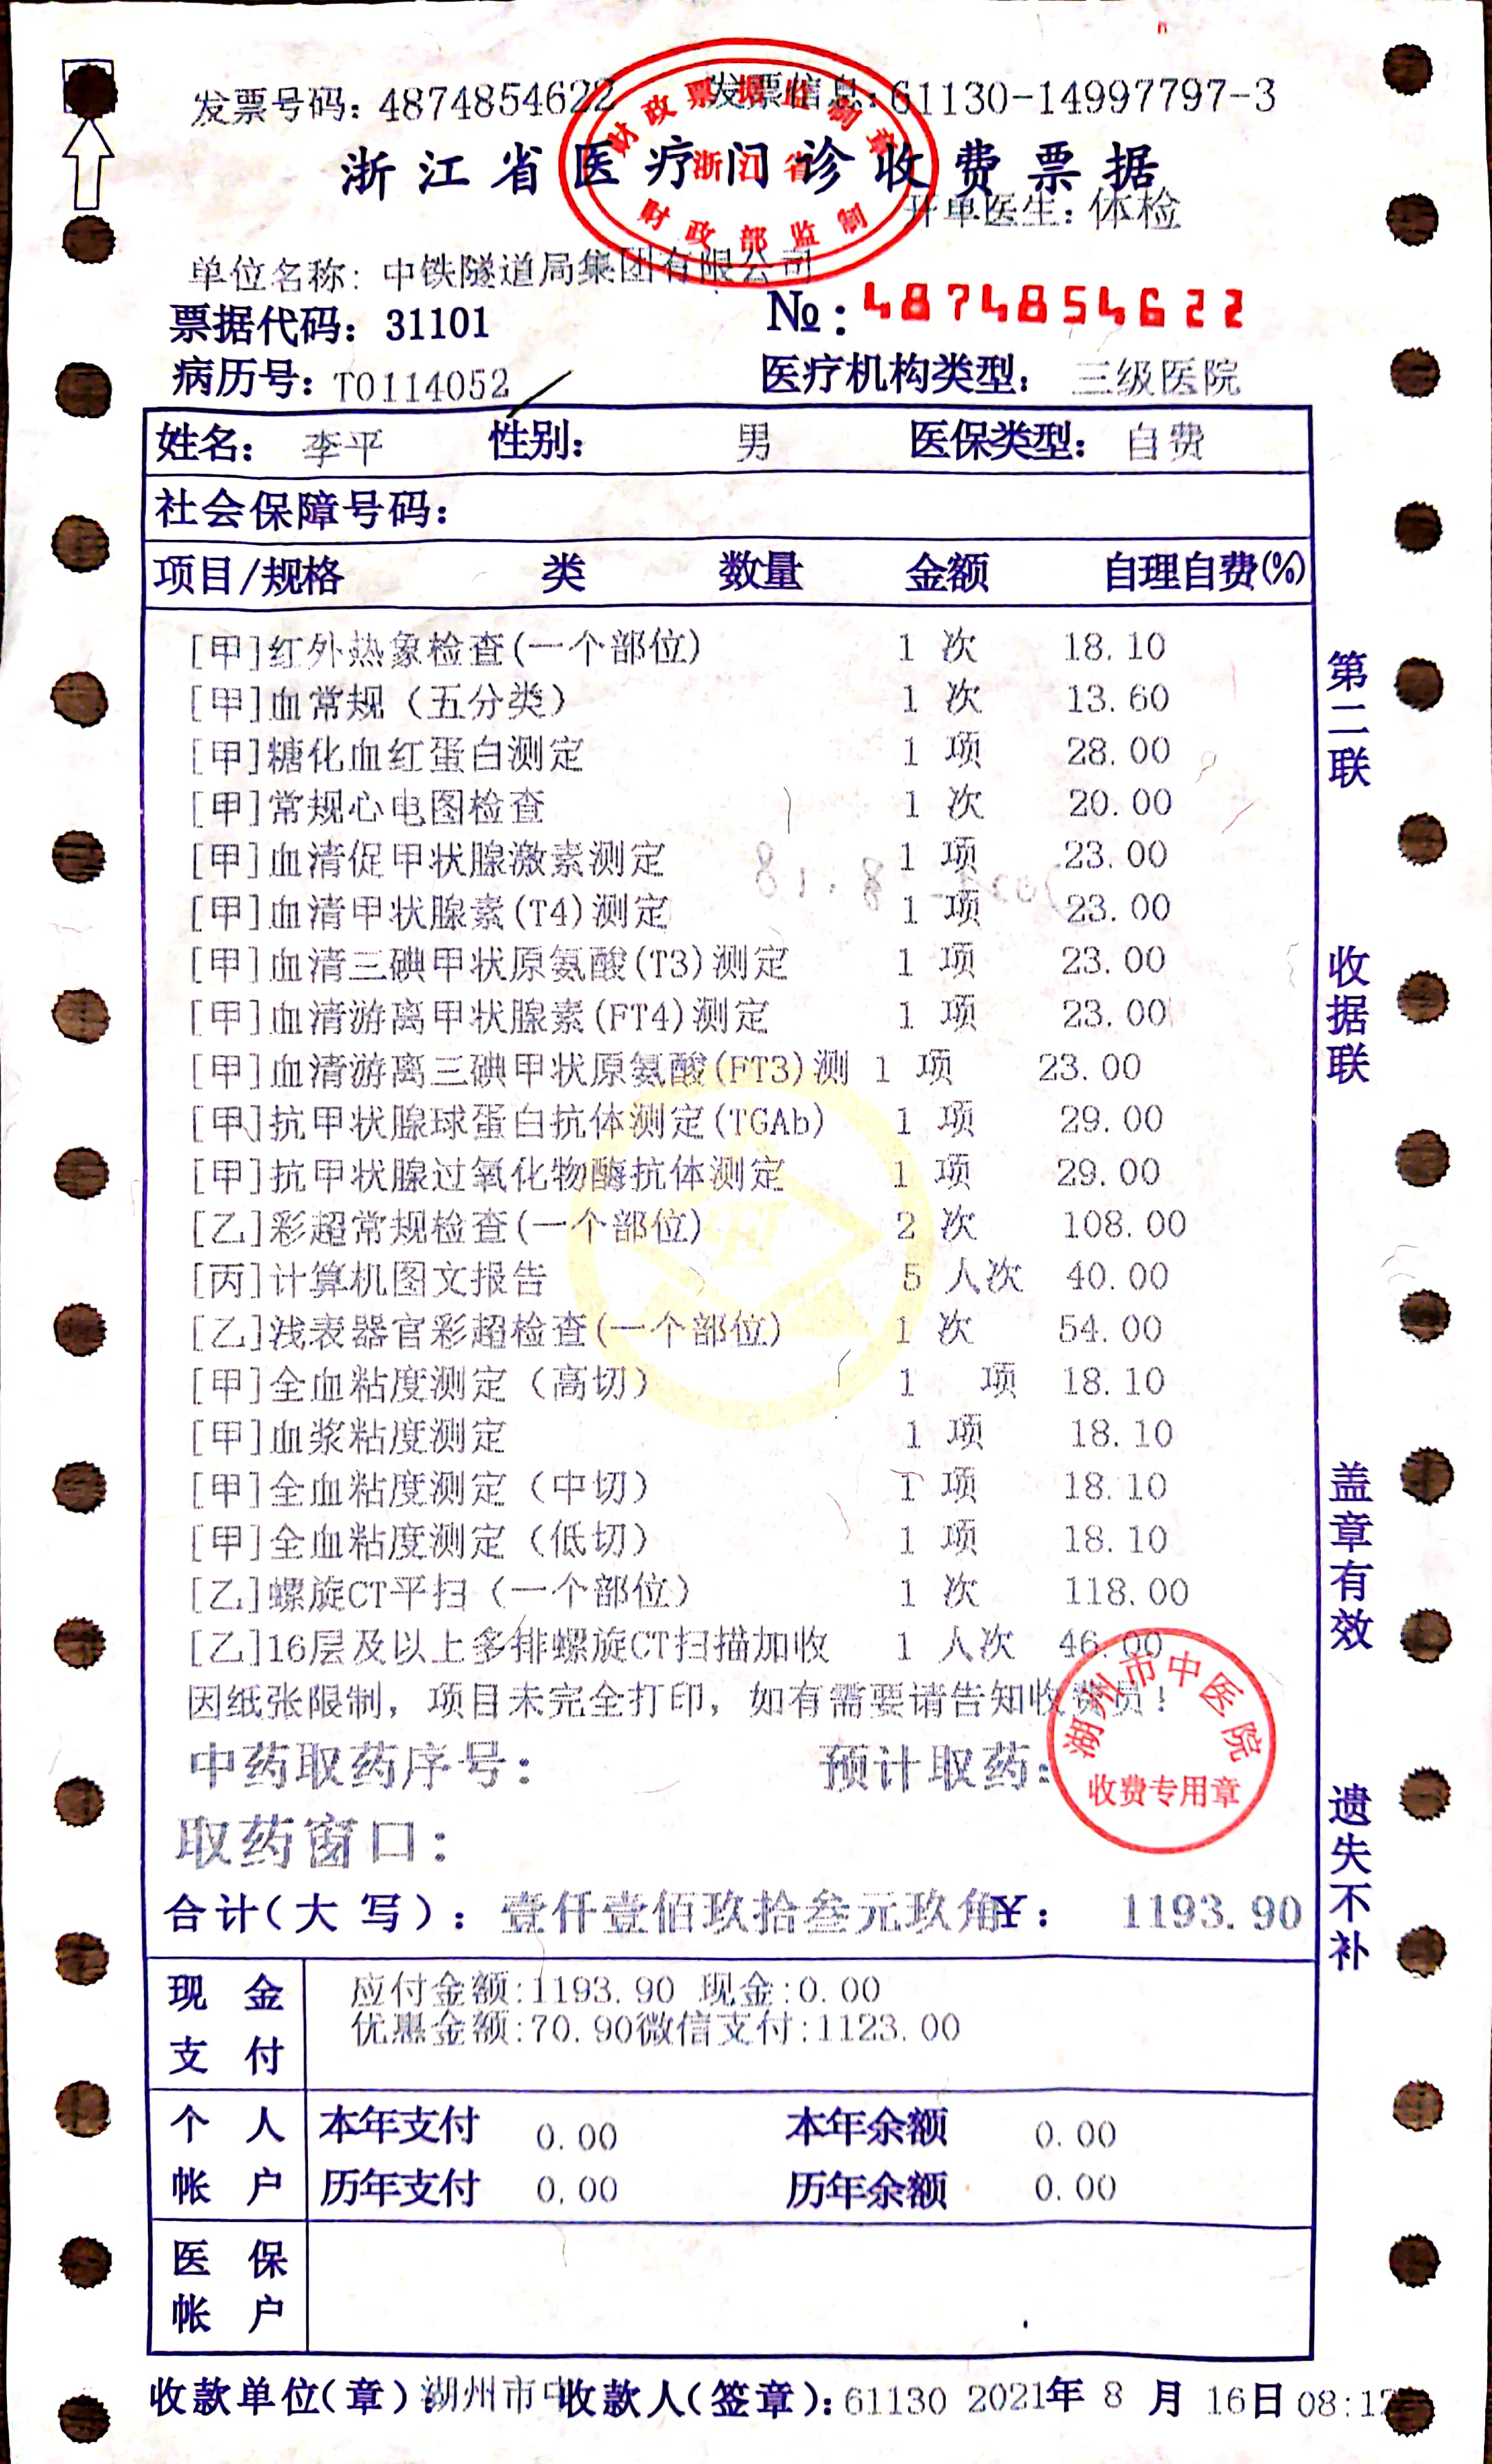 发票号码：4874854622 发票信息：61130-14997797-3
财政票据监制章
浙江省
财政部监制
浙江省医疗门诊收费票据
开单医生：体检
单位名称：中铁隧道局集团有限公司
票据代码：31101 №：4874854622
病历号：T0114052 医疗机构类型：三级医院
姓名：李平 性别：男 医保类型：自费
社会保障号码：
项目/规格 类 数量 金额 自理自费(%)
[甲]红外热象检查(一个部位) 1 次 18.10
[甲]血常规（五分类） 1 次 13.60
[甲]糖化血红蛋白测定 1 项 28.00
[甲]常规心电图检查 1 次 20.00
[甲]血清促甲状腺激素测定 1 项 23.00
[甲]血清甲状腺素(T4)测定 1 项 23.00
[甲]血清三碘甲状原氨酸(T3)测定 1 项 23.00
[甲]血清游离甲状腺素(FT4)测定 1 项 23.00
[甲]血清游离三碘甲状原氨酸(FT3)测 1 项 23.00
[甲]抗甲状腺球蛋白抗体测定(TGAb) 1 项 29.00
[甲]抗甲状腺过氧化物酶抗体测定 1 项 29.00
[乙]彩超常规检查(一个部位) 2 次 108.00
[丙]计算机图文报告 5 人次 40.00
[乙]浅表器官彩超检查(一个部位) 1 次 54.00
[甲]全血粘度测定（高切） 1 项 18.10
[甲]血浆粘度测定 1 项 18.10
[甲]全血粘度测定（中切） 1 项 18.10
[甲]全血粘度测定（低切） 1 项 18.10
[乙]螺旋CT平扫（一个部位） 1 次 118.00
[乙]16层及以上多排螺旋CT扫描加收 1 人次 46.00
因纸张限制，项目未完全打印，如有需要请告知收费员！
中药取药序号： 预计取药：
湖州市中医院
收费专用章
取药窗口：
合计(大写)：壹仟壹佰玖拾叁元玖角 ¥：1193.90
现金支付 应付金额:1193.90 现金:0.00
优惠金额:70.90微信支付:1123.00
个人帐户 本年支付 0.00 本年余额 0.00
历年支付 0.00 历年余额 0.00
医保帐户
收款单位(章)：湖州市中 收款人(签章)：61130 2021年 8 月 16日 08:1
第二联 收据联 盖章有效 遗失不补